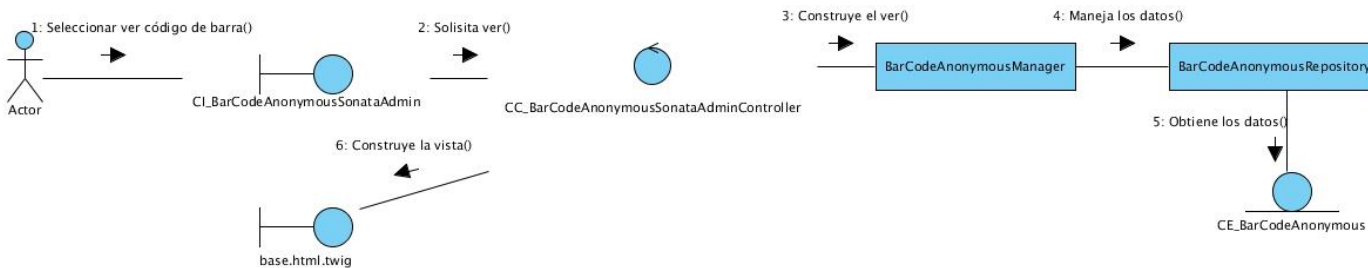 1: Seleccionar ver código de barra()
2: Solisita ver()
3: Construye el ver()
4: Maneja los datos()
Actor
CI_BarCodeAnonymousSonataAdmin
CC_BarCodeAnonymousSonataAdminController
BarCodeAnonymousManager
BarCodeAnonymousRepository
5: Obtiene los datos()
6: Construye la vista()
base.html.twig
CE_BarCodeAnonymous